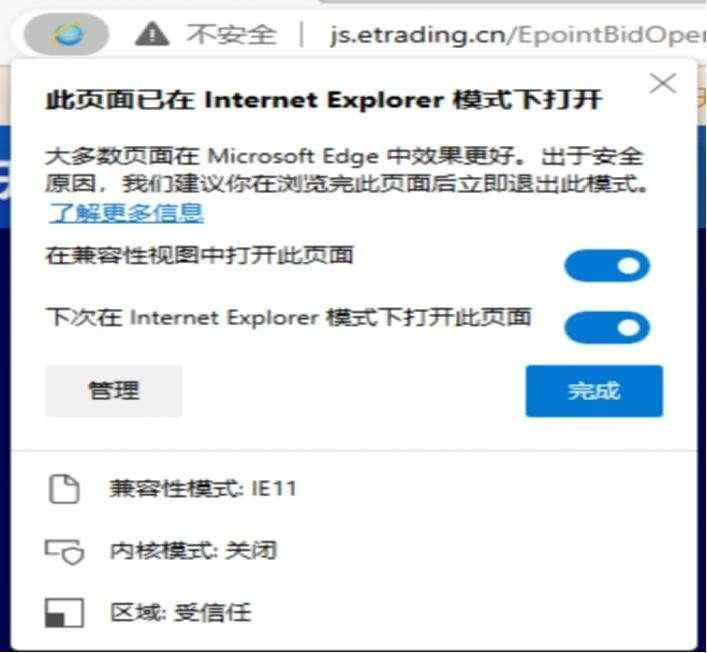 不安全 | js.etrading.cn/EpointBidOper
此页面已在 Internet Explorer 模式下打开
大多数页面在 Microsoft Edge 中效果更好。出于安全
原因，我们建议你在浏览完此页面后立即退出此模式。
了解更多信息
在兼容性视图中打开此页面
下次在 Internet Explorer 模式下打开此页面
管理
完成
兼容性模式: IE11
内核模式: 关闭
区域: 受信任